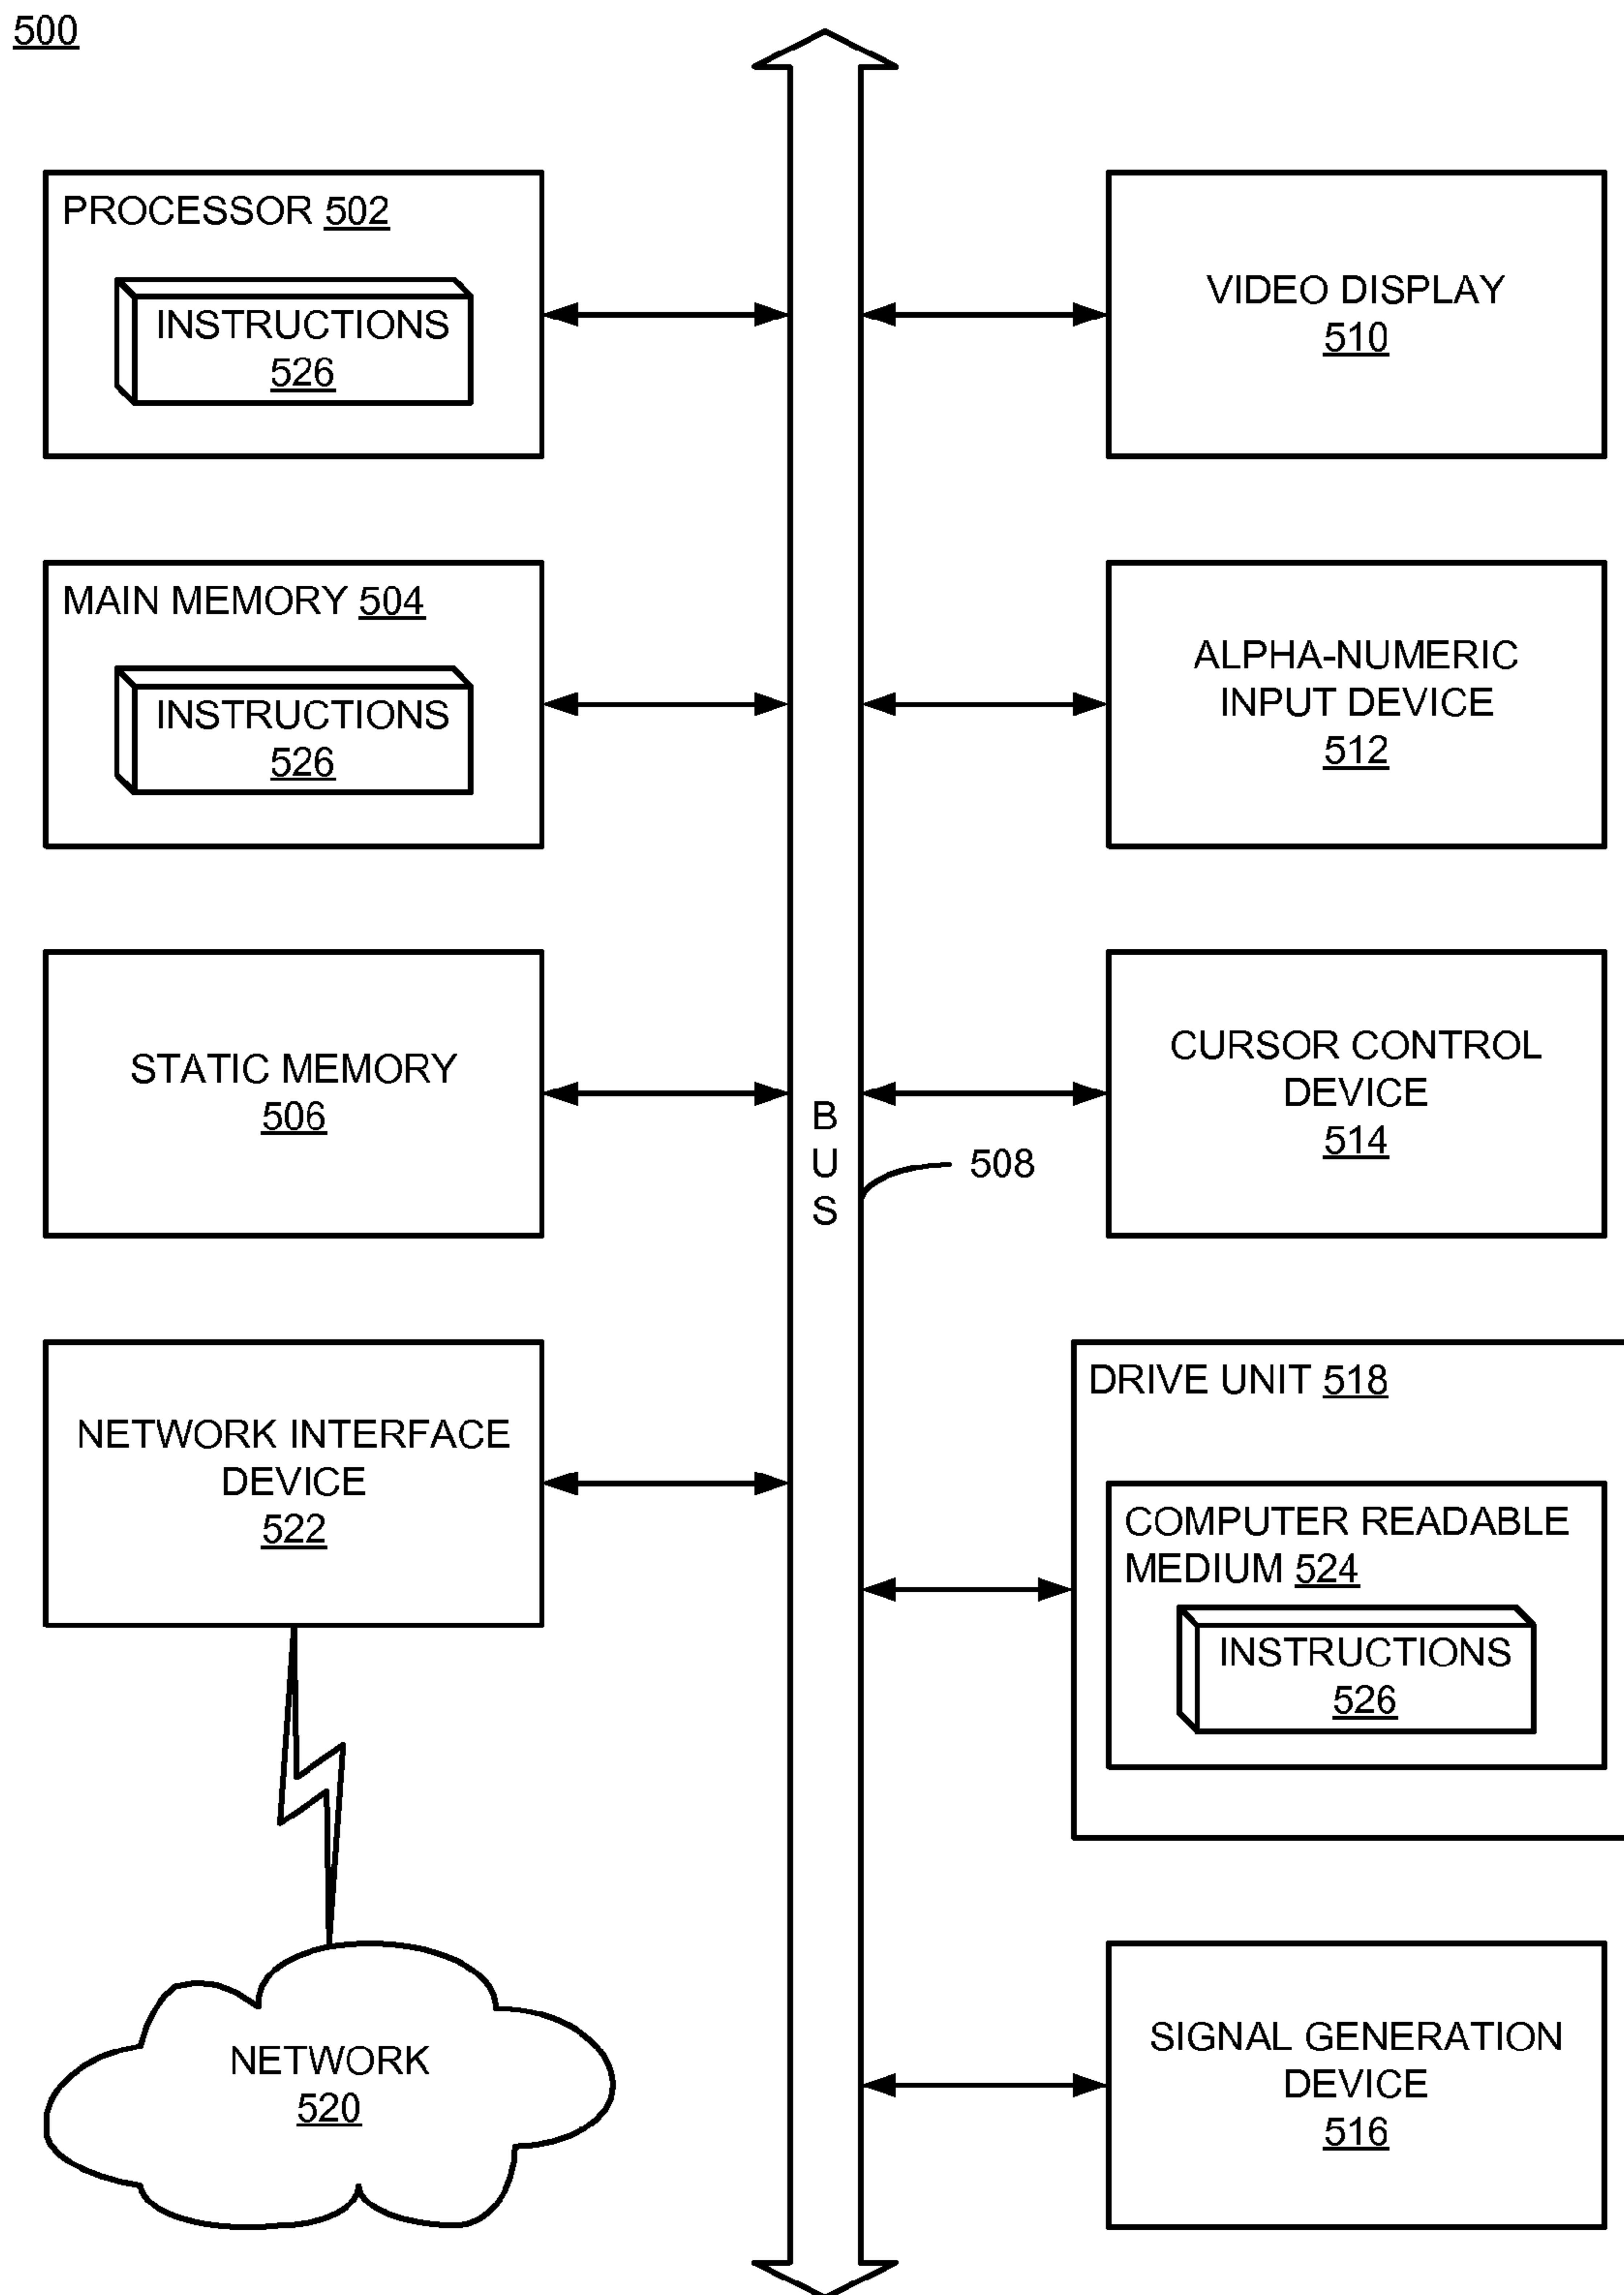 500
PROCESSOR 502
INSTRUCTIONS
526
MAIN MEMORY 504
INSTRUCTIONS
526
STATIC MEMORY
506
NETWORK INTERFACE
DEVICE
522
NETWORK
520
B
U
S
508
VIDEO DISPLAY
510
ALPHA-NUMERIC
INPUT DEVICE
512
CURSOR CONTROL
DEVICE
514
DRIVE UNIT 518
COMPUTER READABLE
MEDIUM 524
INSTRUCTIONS
526
SIGNAL GENERATION
DEVICE
516